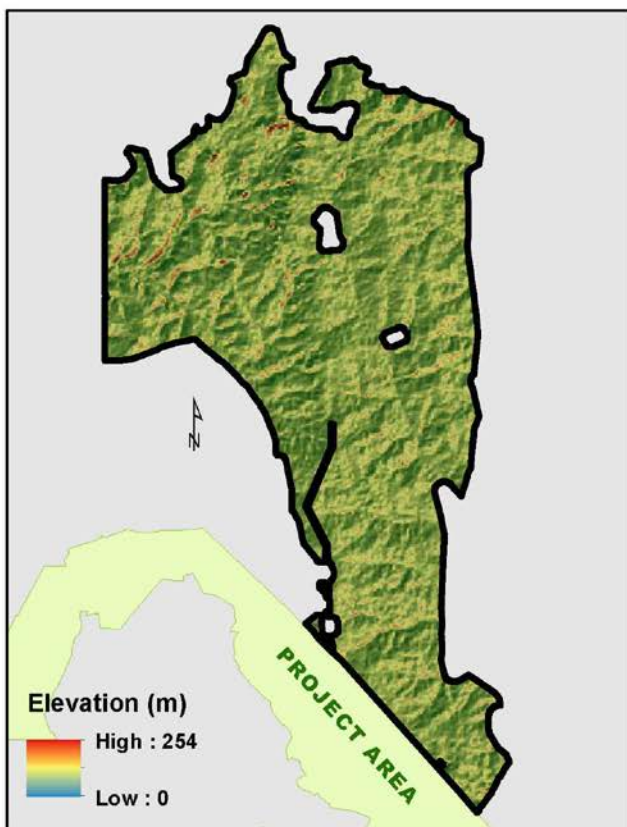 N
PROJECT AREA
Elevation (m)
High : 254
Low : 0